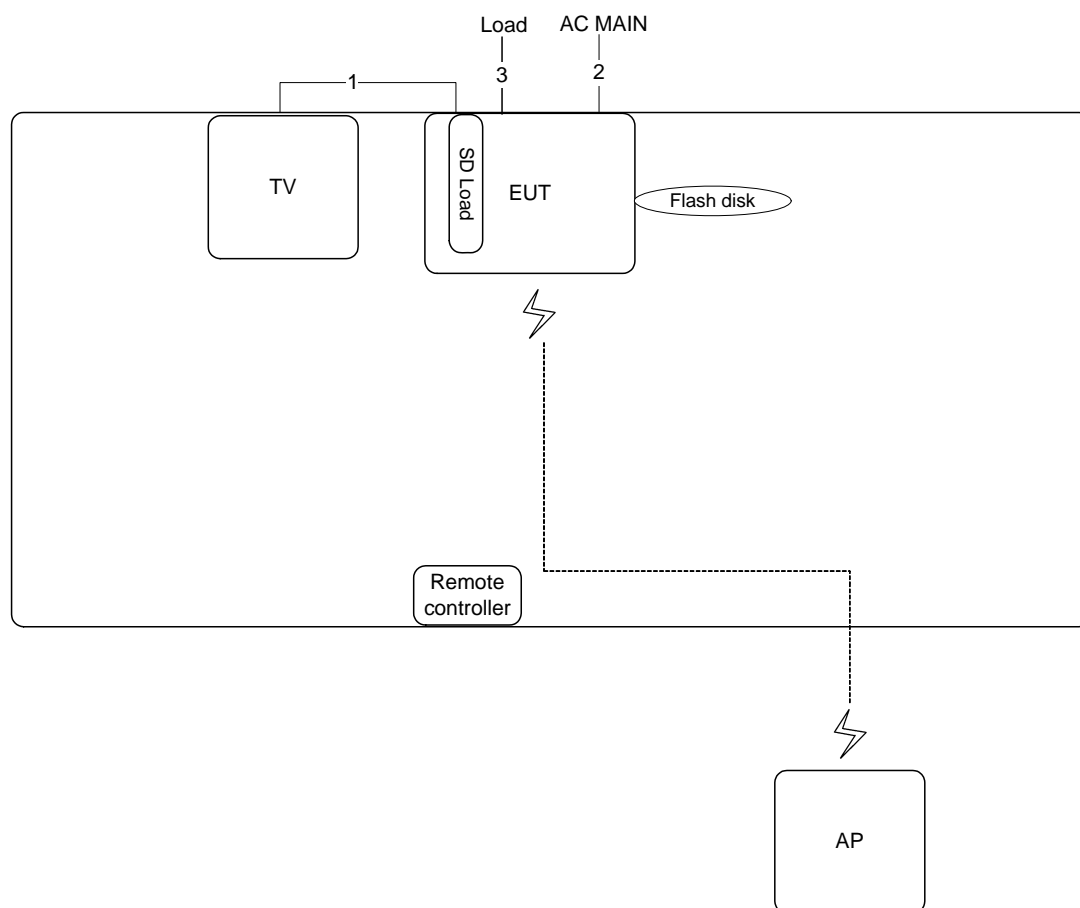 Load AC MAIN
3 2
1
TV
SD Load
EUT
Flash disk
Remote
controller
AP